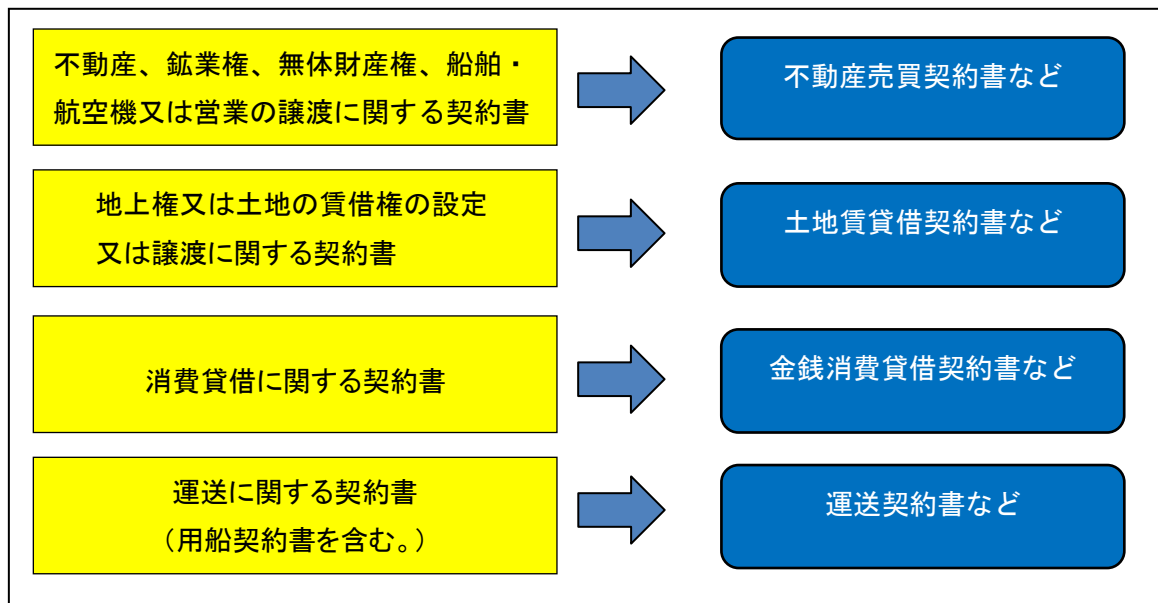 不動産、鉱業権、無体財産権、船舶・
航空機又は営業の譲渡に関する契約書
不動産売買契約書など
地上権又は土地の賃借権の設定
又は譲渡に関する契約書
土地賃貸借契約書など
消費貸借に関する契約書
金銭消費貸借契約書など
運送に関する契約書
（用船契約書を含む。）
運送契約書など